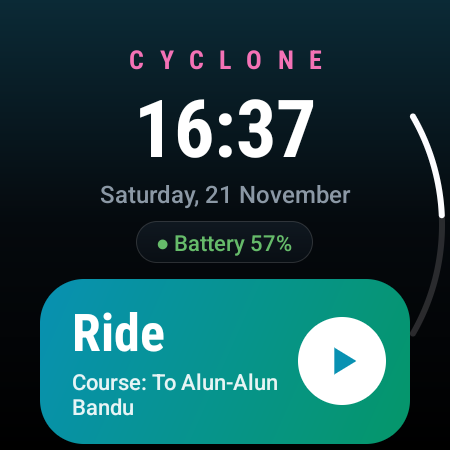 CYCLONE
16:37
Saturday, 21 November
Battery 57%
Ride
Course: To Alun-Alun
Bandu